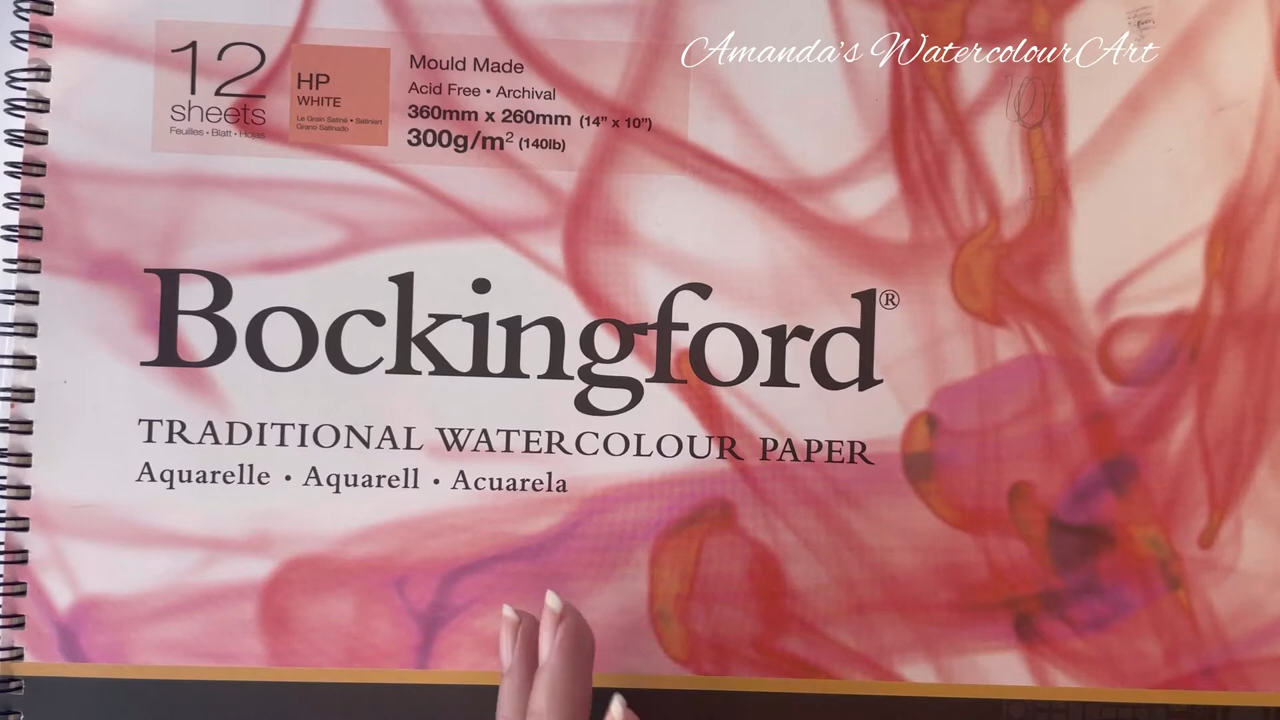 Amanda's WatercolourArt
12
sheets
Feuilles • Blatt • Hojas
HP
WHITE
Le Grain Satiné • Satiniert
Grano Satinado
Mould Made
Acid Free • Archival
360mm x 260mm (14” x 10”)
300g/m² (140lb)
Bockingford®
TRADITIONAL WATERCOLOUR PAPER
Aquarelle • Aquarell • Acuarela